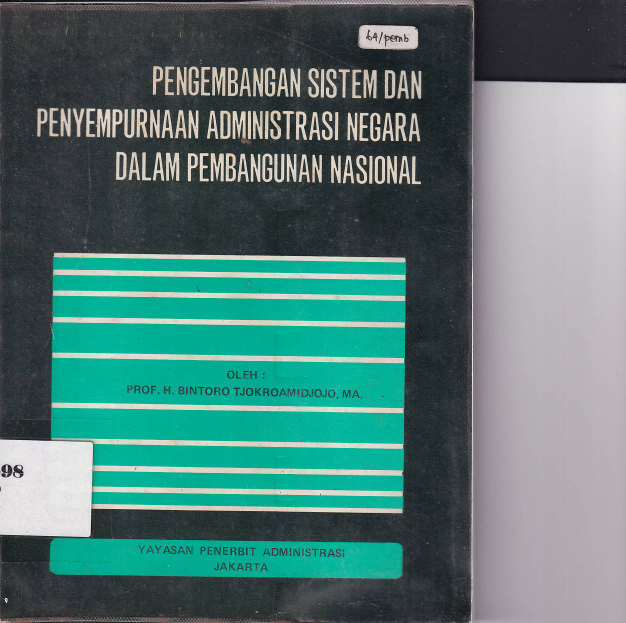 64/pemb
PENGEMBANGAN SISTEM DAN
PENYEMPURNAAN ADMINISTRASI NEGARA
DALAM PEMBANGUNAN NASIONAL
OLEH :
PROF. H. BINTORO TJOKROAMIDJOJO, MA.
98
YAYASAN PENERBIT ADMINISTRASI
JAKARTA